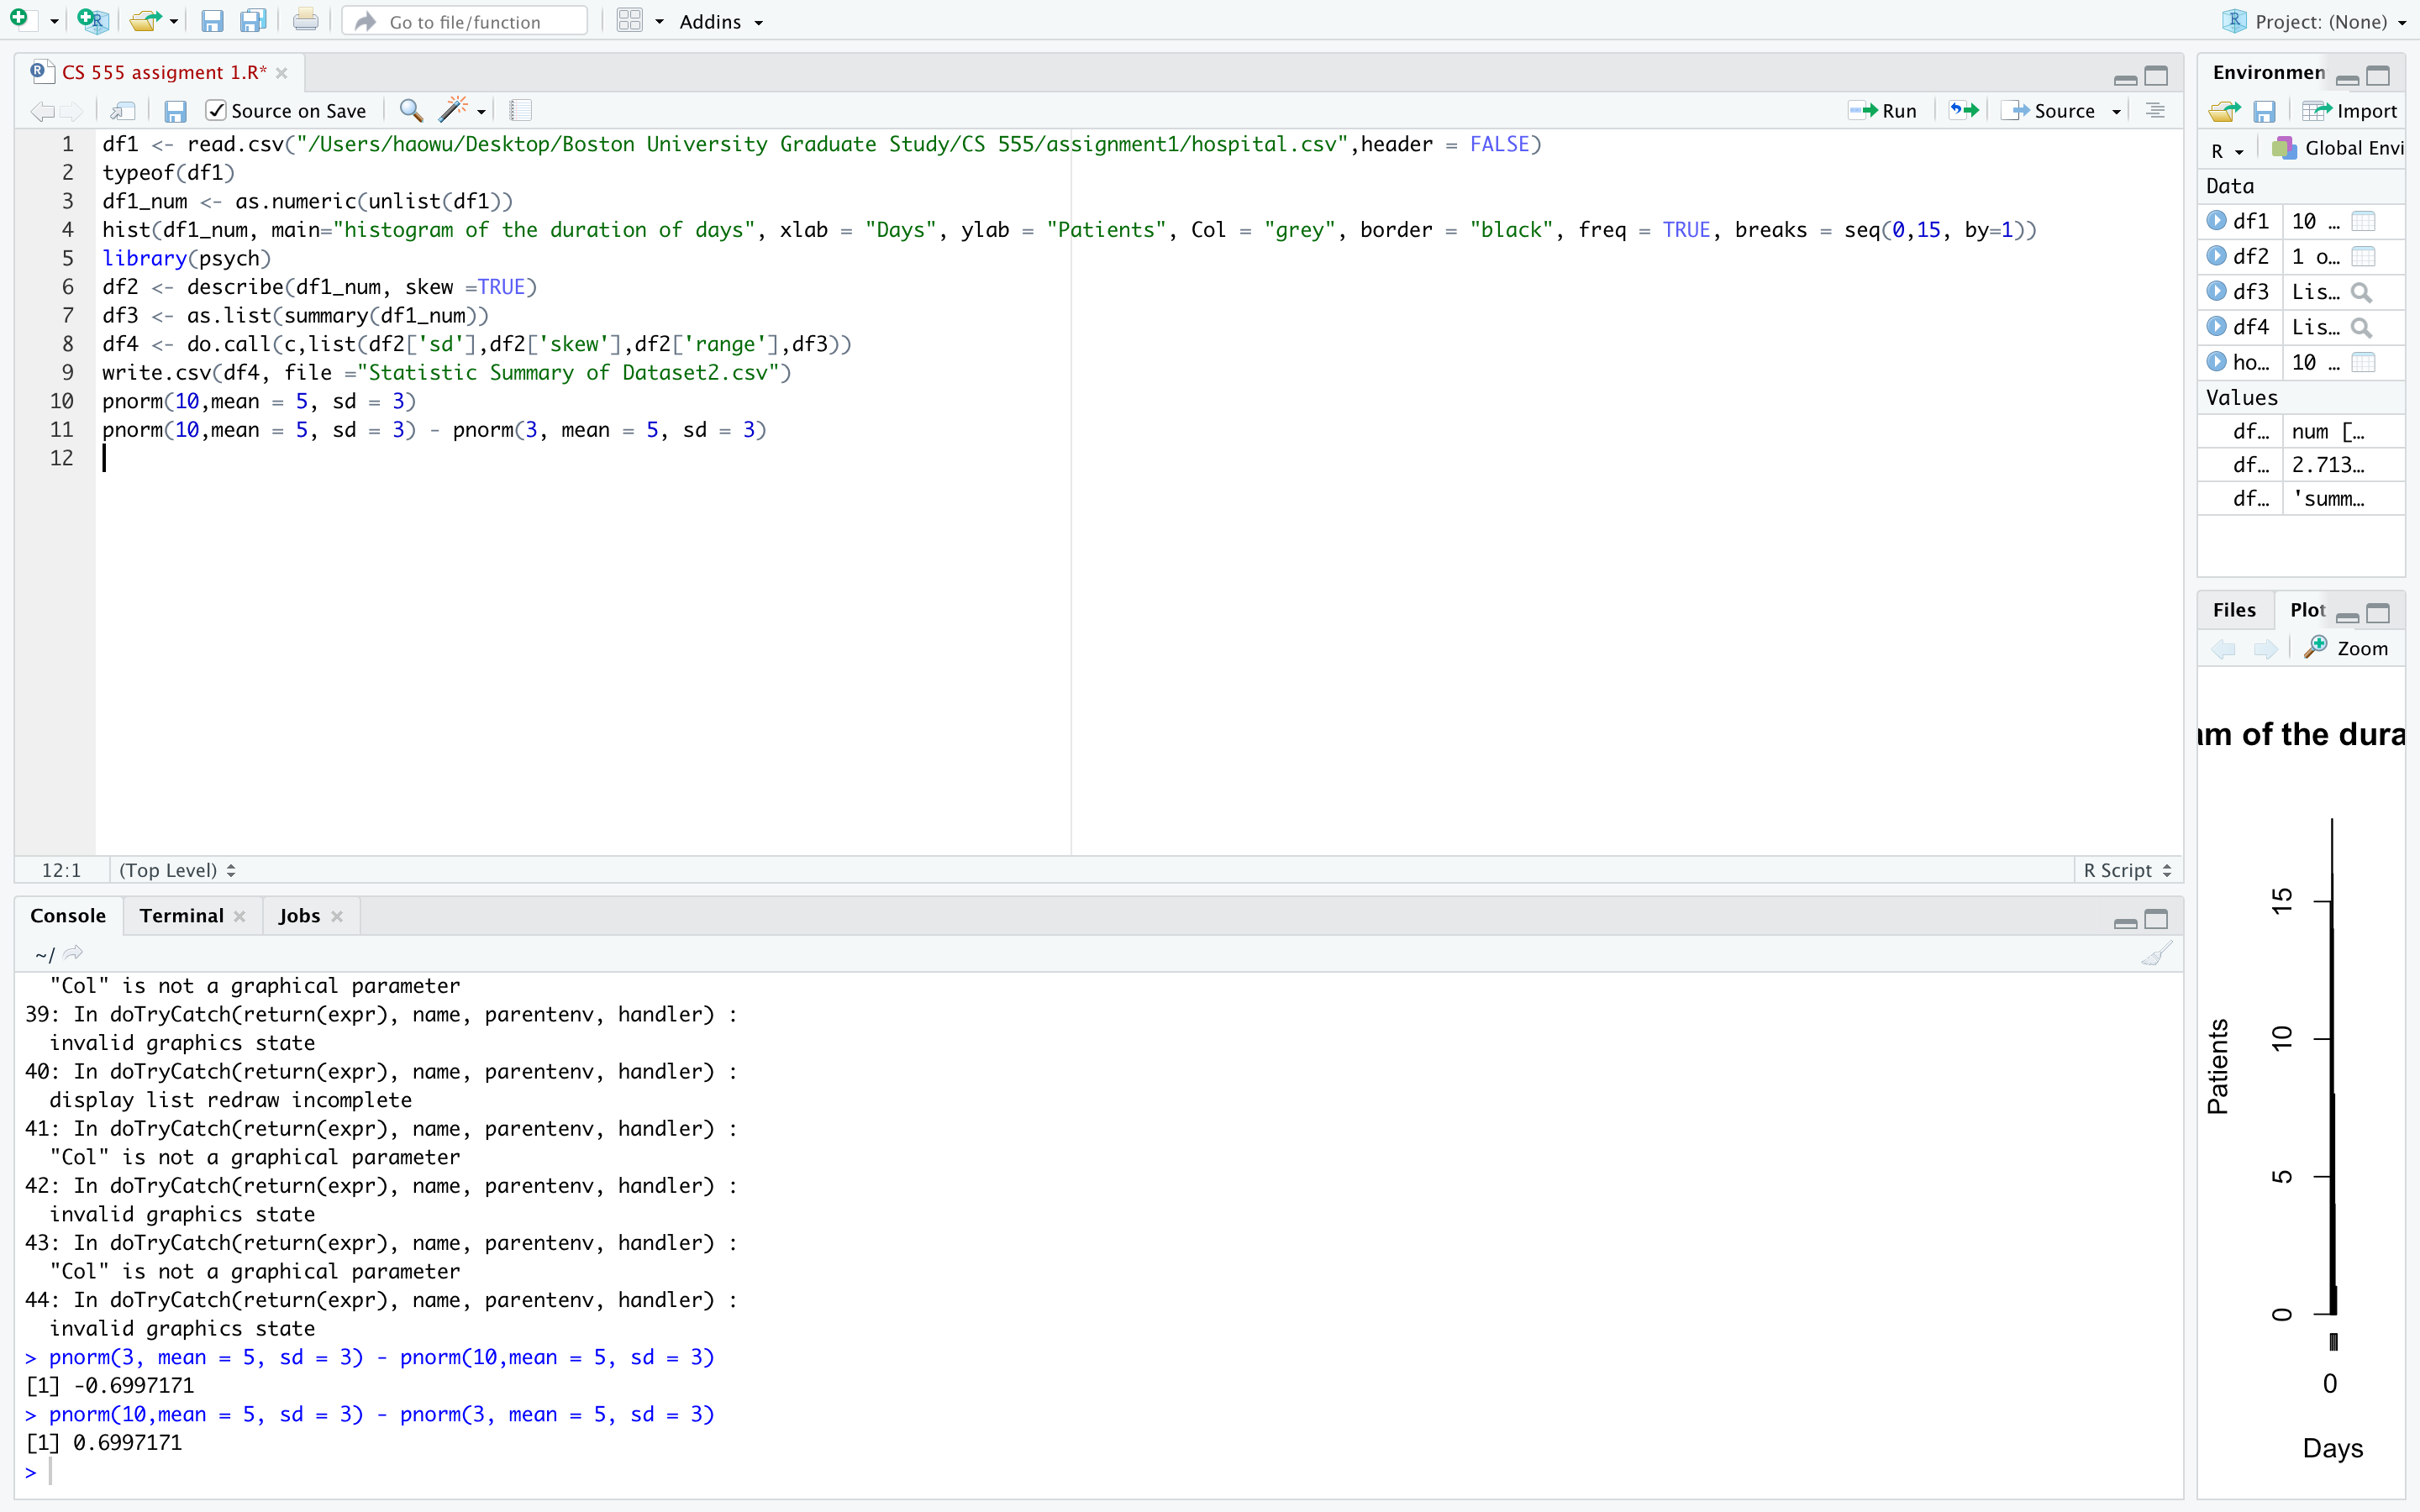 Go to file/function
Addins
Project: (None)
CS 555 assigment 1.R*
Source on Save
Run
Source
1 df1 <- read.csv("/Users/haowu/Desktop/Boston University Graduate Study/CS 555/assignment1/hospital.csv",header = FALSE)
2 typeof(df1)
3 df1_num <- as.numeric(unlist(df1))
4 hist(df1_num, main="histogram of the duration of days", xlab = "Days", ylab = "Patients", Col = "grey", border = "black", freq = TRUE, breaks = seq(0,15, by=1))
5 library(psych)
6 df2 <- describe(df1_num, skew =TRUE)
7 df3 <- as.list(summary(df1_num))
8 df4 <- do.call(c,list(df2['sd'],df2['skew'],df2['range'],df3))
9 write.csv(df4, file ="Statistic Summary of Dataset2.csv")
10 pnorm(10,mean = 5, sd = 3)
11 pnorm(10,mean = 5, sd = 3) - pnorm(3, mean = 5, sd = 3)
12
12:1
(Top Level)
R Script
Console
Terminal
Jobs
~/
"Col" is not a graphical parameter
39: In doTryCatch(return(expr), name, parentenv, handler) :
invalid graphics state
40: In doTryCatch(return(expr), name, parentenv, handler) :
display list redraw incomplete
41: In doTryCatch(return(expr), name, parentenv, handler) :
"Col" is not a graphical parameter
42: In doTryCatch(return(expr), name, parentenv, handler) :
invalid graphics state
43: In doTryCatch(return(expr), name, parentenv, handler) :
"Col" is not a graphical parameter
44: In doTryCatch(return(expr), name, parentenv, handler) :
invalid graphics state
> pnorm(3, mean = 5, sd = 3) - pnorm(10,mean = 5, sd = 3)
[1] -0.6997171
> pnorm(10,mean = 5, sd = 3) - pnorm(3, mean = 5, sd = 3)
[1] 0.6997171
>
Environmen
Import
R
Global Envi
Data
df1 10 …
df2 1 o…
df3 Lis…
df4 Lis…
ho… 10 …
Values
df… num [… 
df… 2.713…
df… 'summ…
Files
Plot
Zoom
am of the dura
Patients
15
10
5
0
0
Days